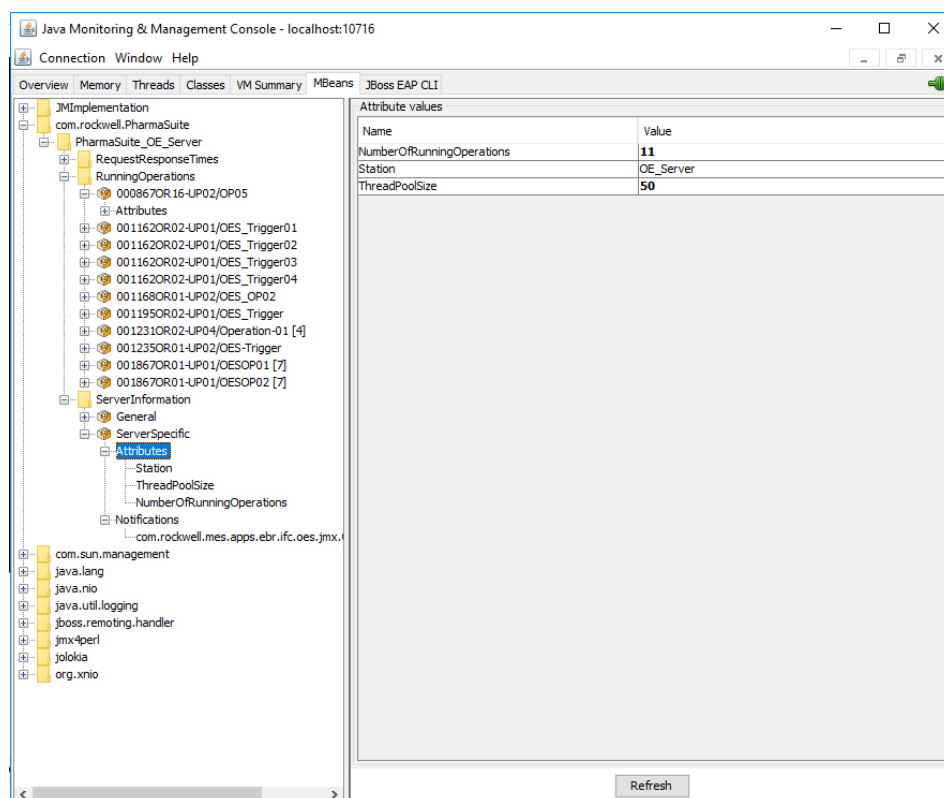 Java Monitoring & Management Console - localhost:10716
Connection Window Help
Overview Memory Threads Classes VM Summary MBeans JBoss EAP CLI
JMImplementation
com.rockwell.PharmaSuite
PharmaSuite_OE_Server
RequestResponseTimes
RunningOperations
000867OR16-UP02/OP05
Attributes
001162OR02-UP01/OES_Trigger01
001162OR02-UP01/OES_Trigger02
001162OR02-UP01/OES_Trigger03
001162OR02-UP01/OES_Trigger04
001168OR01-UP02/OES_OP02
001195OR02-UP01/OES_Trigger
001231OR02-UP04/Operation-01 [4]
001235OR01-UP02/OES-Trigger
001867OR01-UP01/OESOP01 [7]
001867OR01-UP01/OESOP02 [7]
ServerInformation
General
ServerSpecific
Attributes
Station
ThreadPoolSize
NumberOfRunningOperations
Notifications
com.rockwell.mes.apps.ebr.ifc.oes.jmx.
com.sun.management
java.lang
java.nio
java.util.logging
jboss.remoting.handler
jmx4perl
jolokia
org.xnio
Attribute values
Name Value
NumberOfRunningOperations 11
Station OE_Server
ThreadPoolSize 50
Refresh